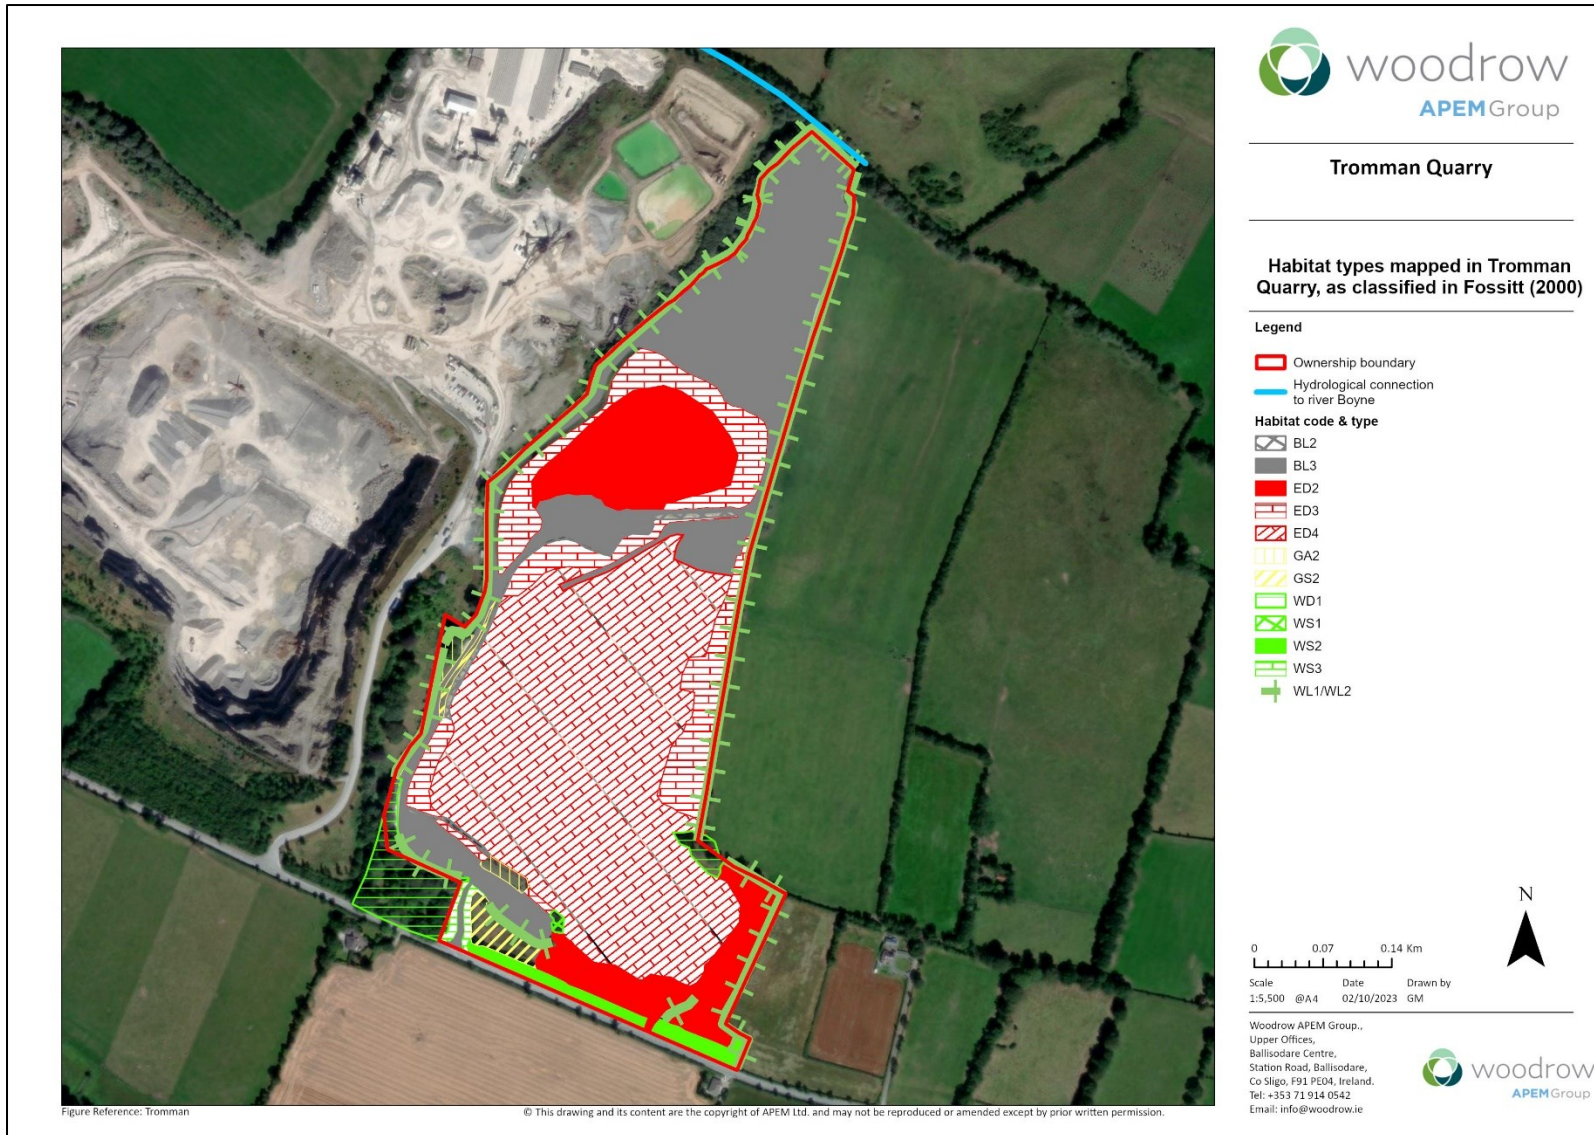 woodrow
APEMGroup
Tromman Quarry
Habitat types mapped in Tromman
Quarry, as classified in Fossitt (2000)
Legend
Ownership boundary
Hydrological connection
to river Boyne
Habitat code & type
BL2
BL3
ED2
ED3
ED4
GA2
GS2
WD1
WS1
WS2
WS3
WL1/WL2
N
0 0.07 0.14 Km
Scale Date Drawn by
1:5,500 @A4 02/10/2023 GM
Woodrow APEM Group.,
Upper Offices,
Ballisodare Centre,
Station Road, Ballisodare,
Co Sligo, F91 PE04, Ireland.
Tel: +353 71 914 0542
Email: info@woodrow.ie
woodrow
APEMGroup
Figure Reference: Tromman
© This drawing and its content are the copyright of APEM Ltd. and may not be reproduced or amended except by prior written permission.